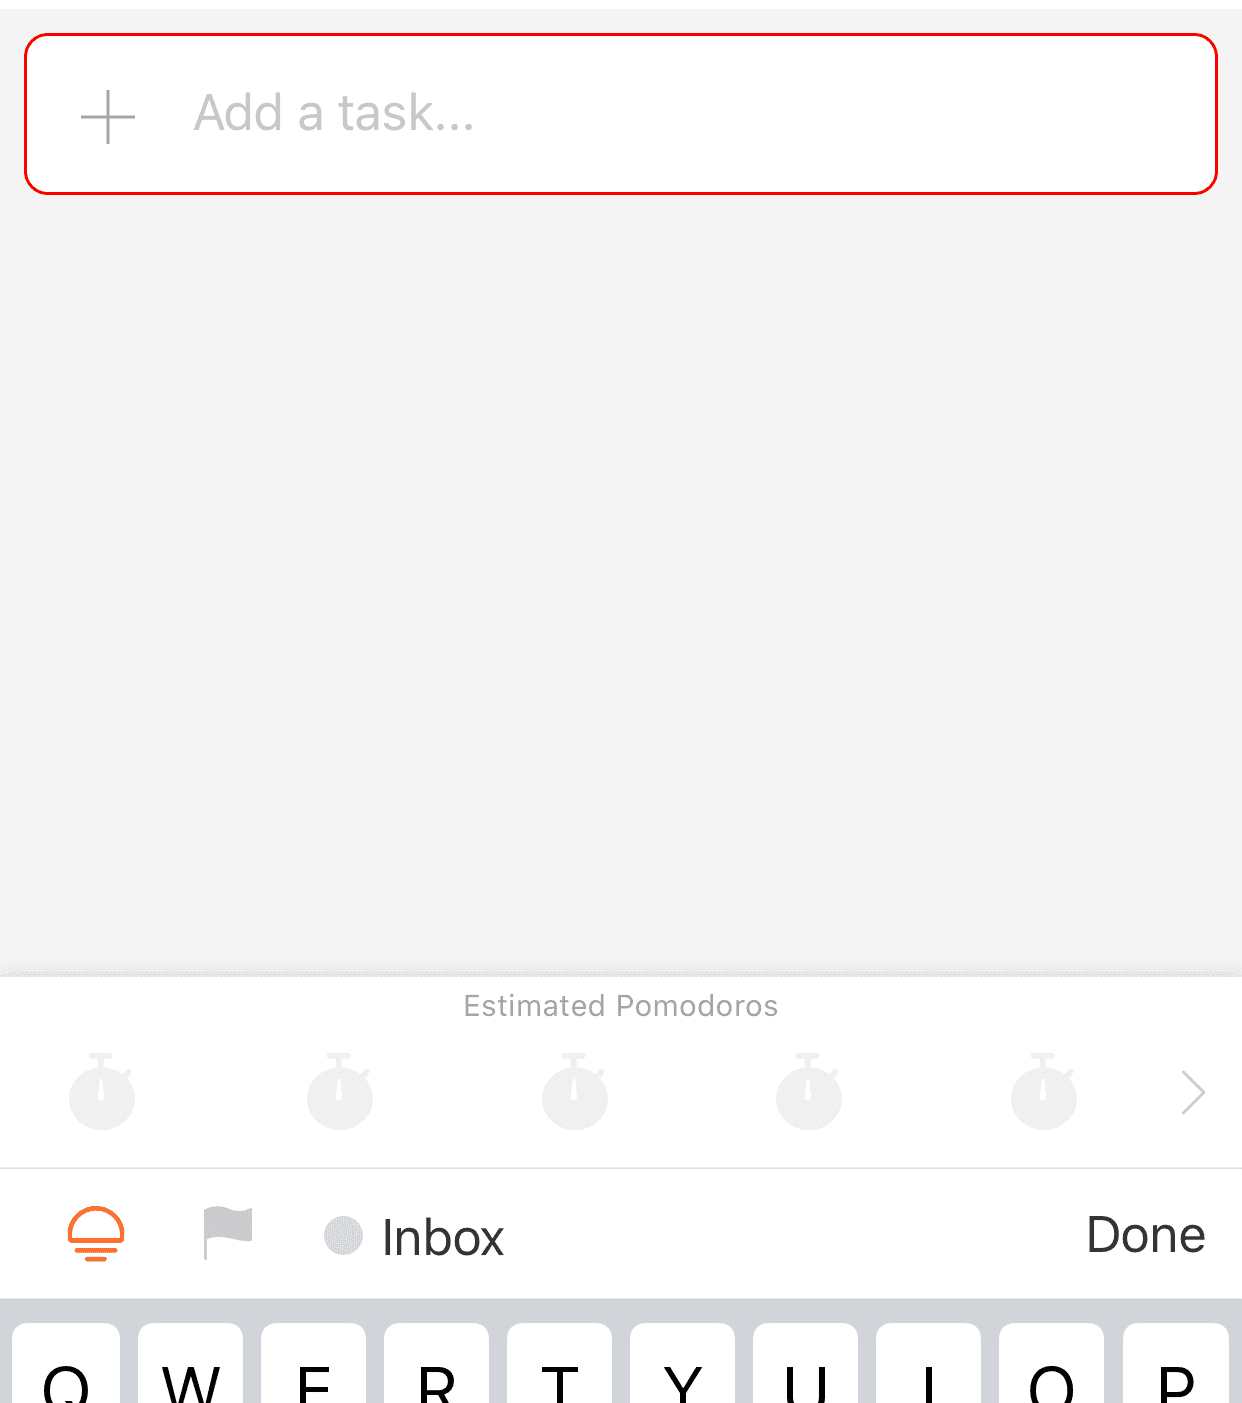 Add a task...
Estimated Pomodoros
Inbox Done
Q W E R T Y U I O P